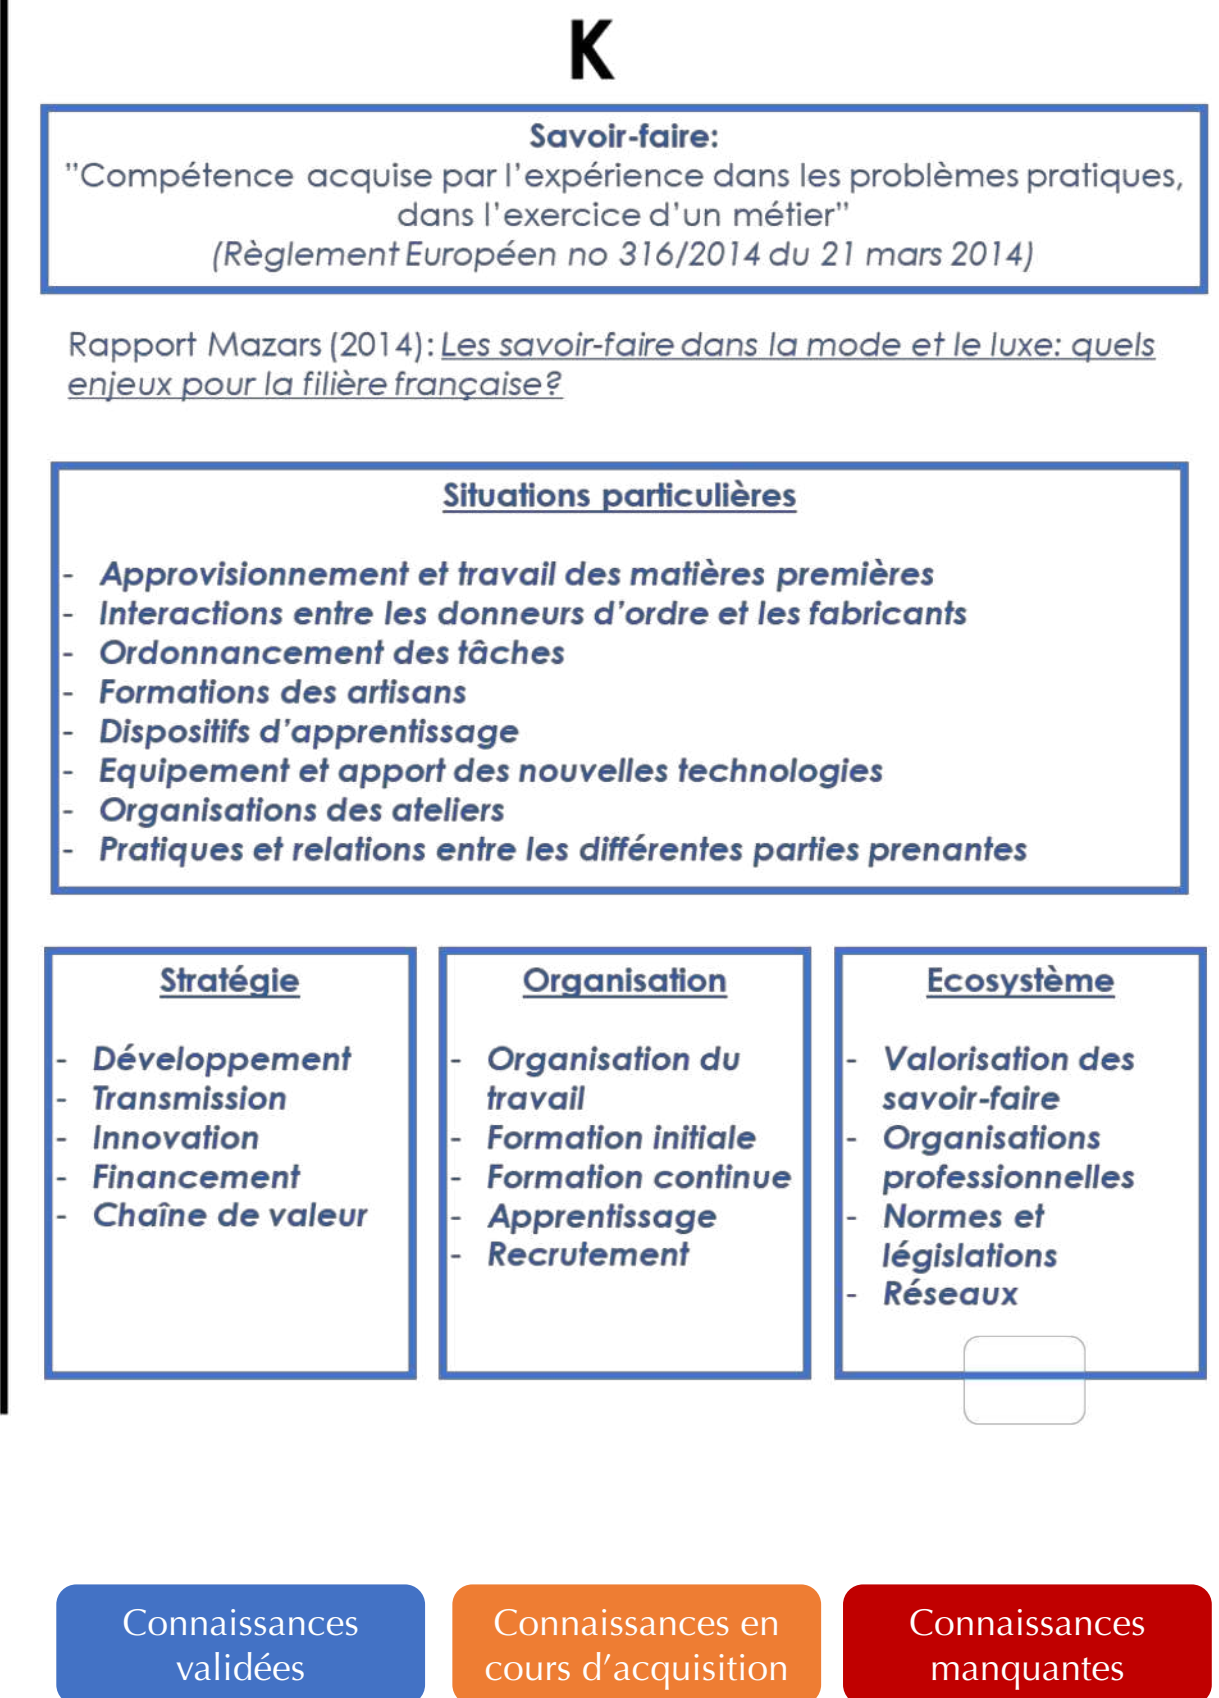 K
Savoir-faire:
”Compétence acquise par l’expérience dans les problèmes pratiques,
dans l’exercice d’un métier”
(Règlement Européen no 316/2014 du 21 mars 2014)
Rapport Mazars (2014): Les savoir-faire dans la mode et le luxe: quels
enjeux pour la filière française?
Situations particulières
- Approvisionnement et travail des matières premières
- Interactions entre les donneurs d’ordre et les fabricants
- Ordonnancement des tâches
- Formations des artisans
- Dispositifs d’apprentissage
- Equipement et apport des nouvelles technologies
- Organisations des ateliers
- Pratiques et relations entre les différentes parties prenantes
Stratégie
- Développement
- Transmission
- Innovation
- Financement
- Chaîne de valeur
Organisation
- Organisation du
travail
- Formation initiale
- Formation continue
- Apprentissage
- Recrutement
Ecosystème
- Valorisation des
savoir-faire
- Organisations
professionnelles
- Normes et
législations
- Réseaux
Connaissances
validées
Connaissances en
cours d’acquisition
Connaissances
manquantes